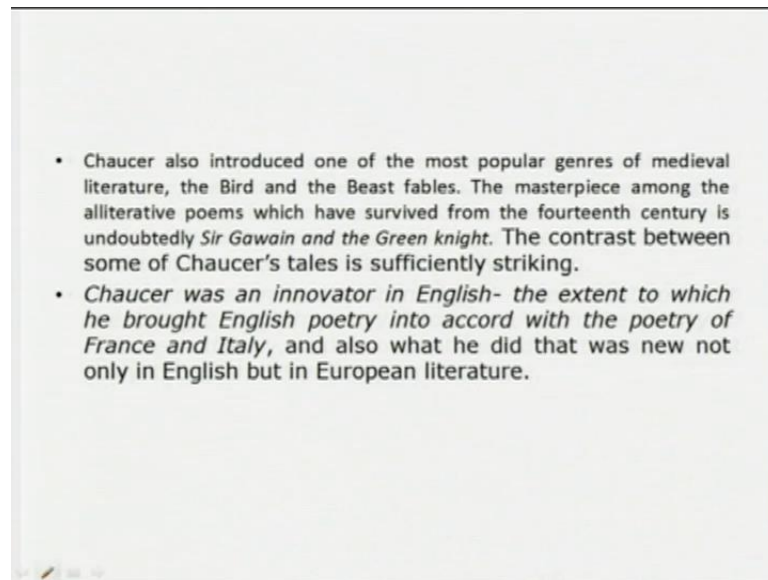 • Chaucer also introduced one of the most popular genres of medieval
literature, the Bird and the Beast fables. The masterpiece among the
alliterative poems which have survived from the fourteenth century is
undoubtedly Sir Gawain and the Green knight. The contrast between
some of Chaucer's tales is sufficiently striking.
• Chaucer was an innovator in English- the extent to which
he brought English poetry into accord with the poetry of
France and Italy, and also what he did that was new not
only in English but in European literature.